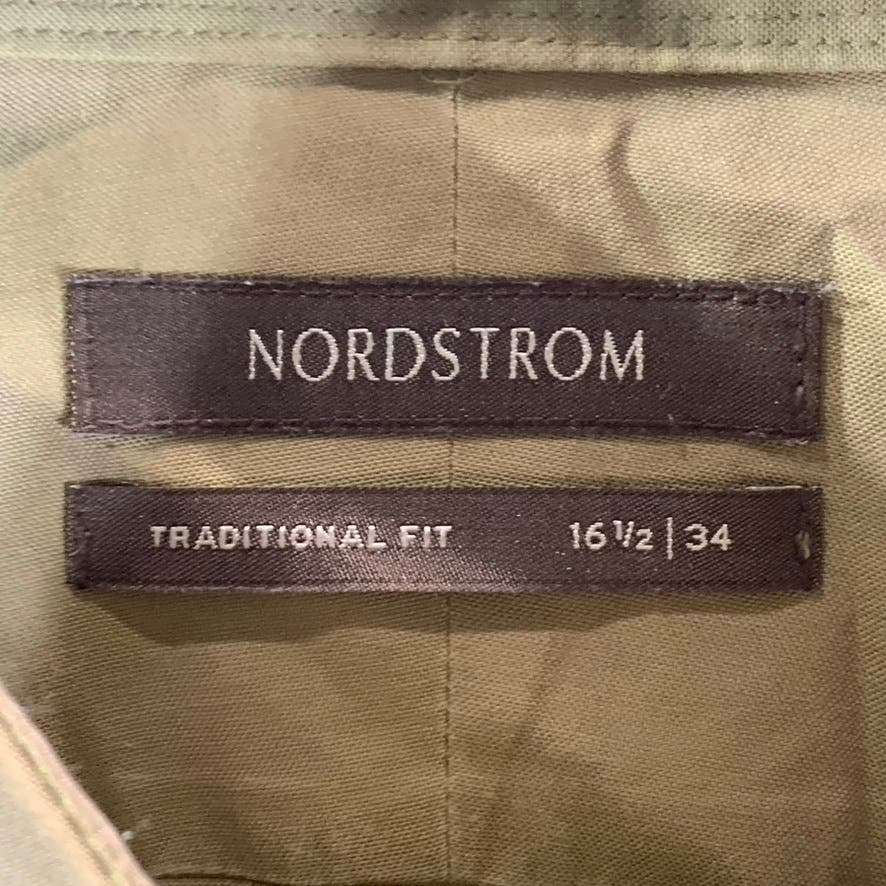 NORDSTROM
TRADITIONAL FIT 16 ½ | 34